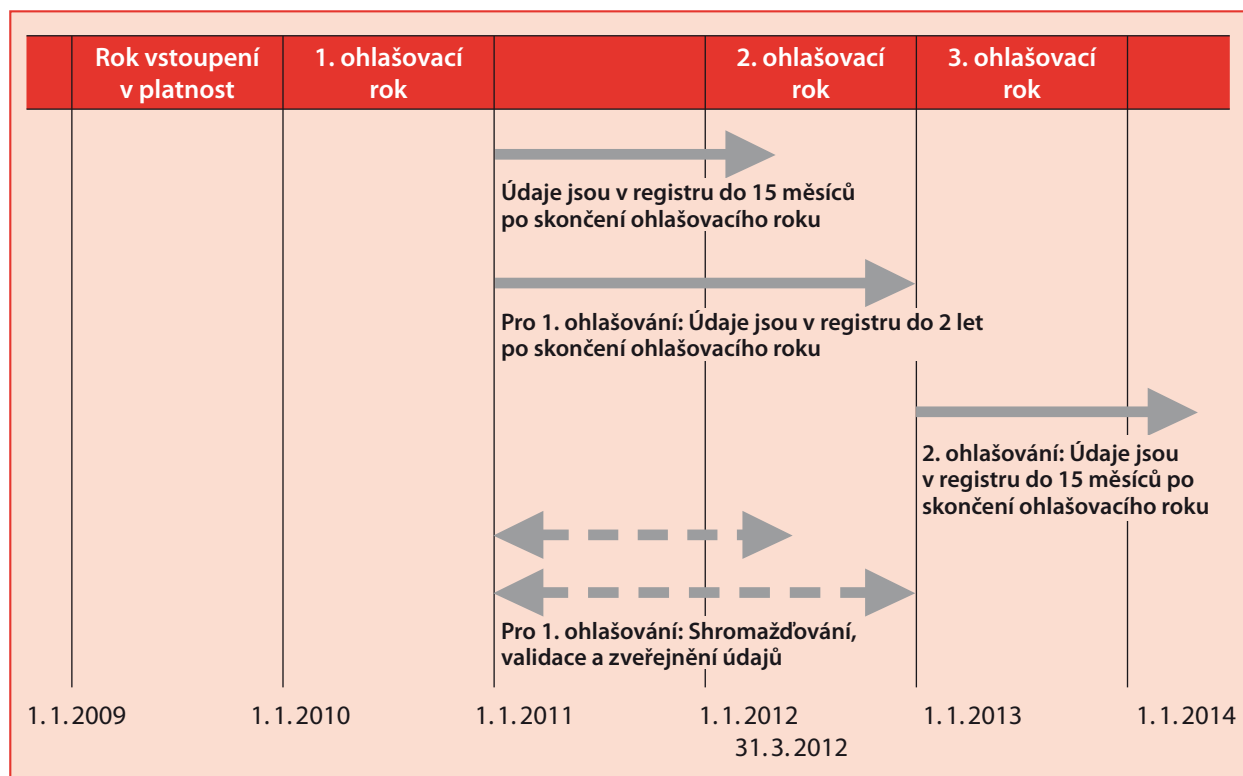 Rok vstoupení
v platnost
1. ohlašovací
rok
2. ohlašovací
rok
3. ohlašovací
rok
Údaje jsou v registru do 15 měsíců
po skončení ohlašovacího roku
Pro 1. ohlašování: Údaje jsou v registru do 2 let
po skončení ohlašovacího roku
2. ohlašování: Údaje jsou
v registru do 15 měsíců po
skončení ohlašovacího roku
Pro 1. ohlašování: Shromažďování,
validace a zveřejnění údajů
1.1.2009
1.1.2010
1.1.2011
1.1.2012
31.3.2012
1.1.2013
1.1.2014